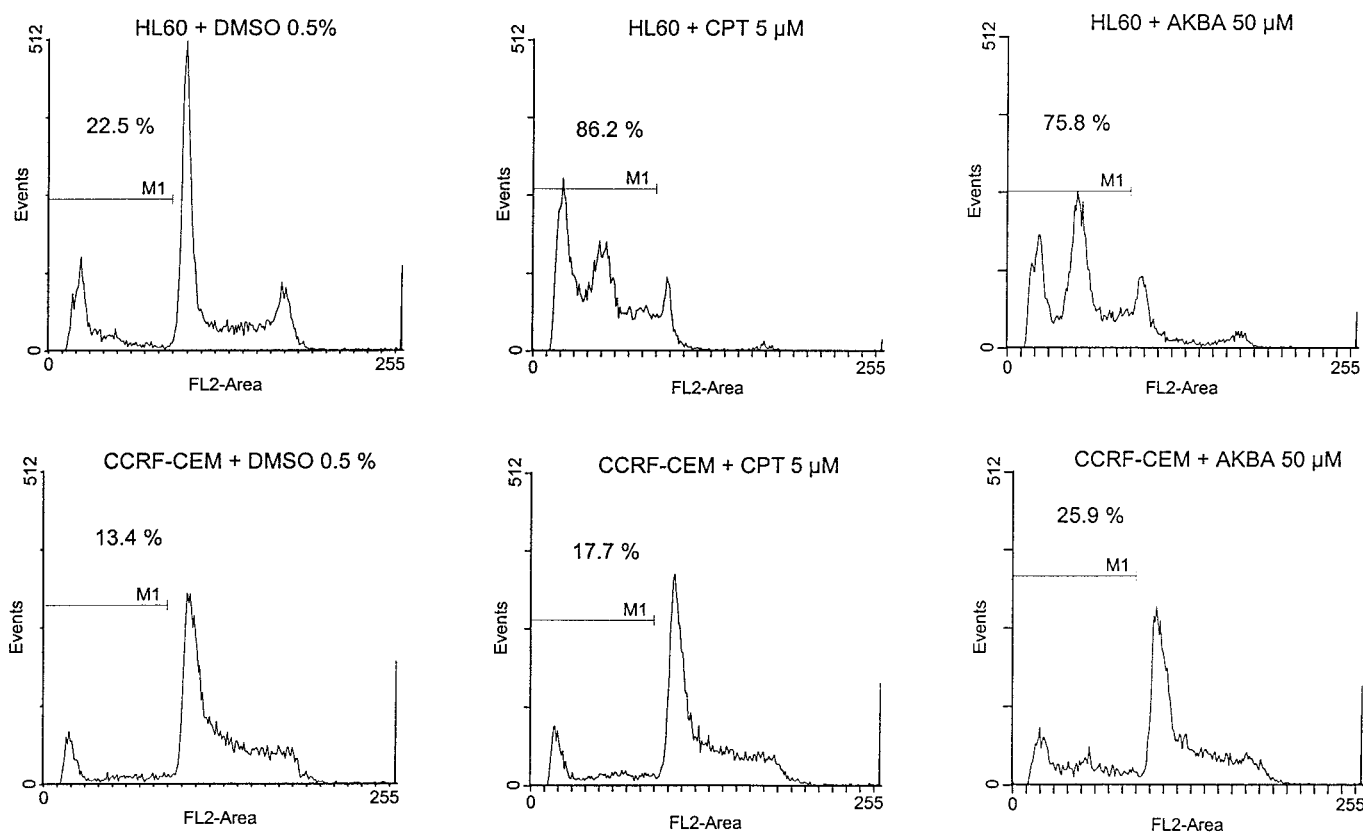 HL60 + DMSO 0.5%
512
22.5 %
M1
Events
0
0
255
FL2-Area
HL60 + CPT 5 µM
512
86.2 %
M1
Events
0
0
255
FL2-Area
HL60 + AKBA 50 µM
512
75.8 %
M1
Events
0
0
255
FL2-Area
CCRF-CEM + DMSO 0.5 %
512
13.4 %
M1
Events
0
0
255
FL2-Area
CCRF-CEM + CPT 5 µM
512
17.7 %
M1
Events
0
0
255
FL2-Area
CCRF-CEM + AKBA 50 µM
512
25.9 %
M1
Events
0
0
255
FL2-Area